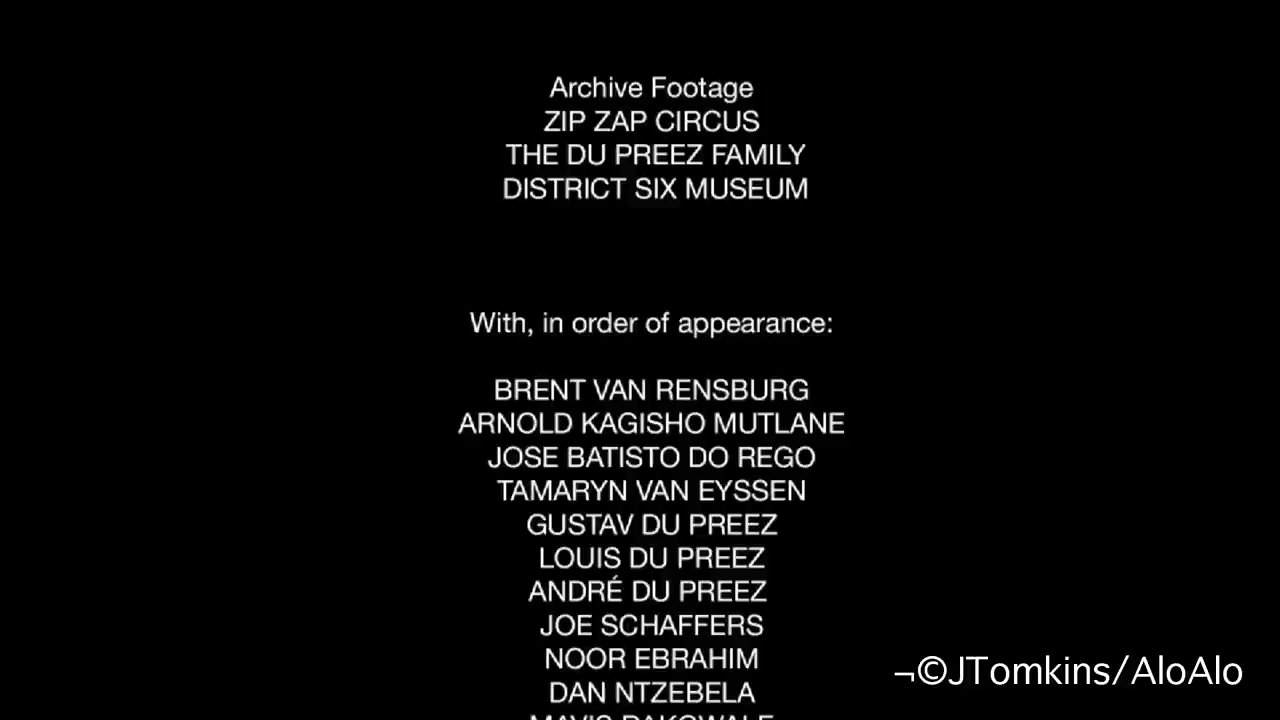 Archive Footage
ZIP ZAP CIRCUS
THE DU PREEZ FAMILY
DISTRICT SIX MUSEUM
With, in order of appearance:
BRENT VAN RENSBURG
ARNOLD KAGISHO MUTLANE
JOSE BATISTO DO REGO
TAMARYN VAN EYSSEN
GUSTAV DU PREEZ
LOUIS DU PREEZ
ANDRÉ DU PREEZ
JOE SCHAFFERS
NOOR EBRAHIM
DAN NTZEBELA
¬©JTomkins/AloAlo